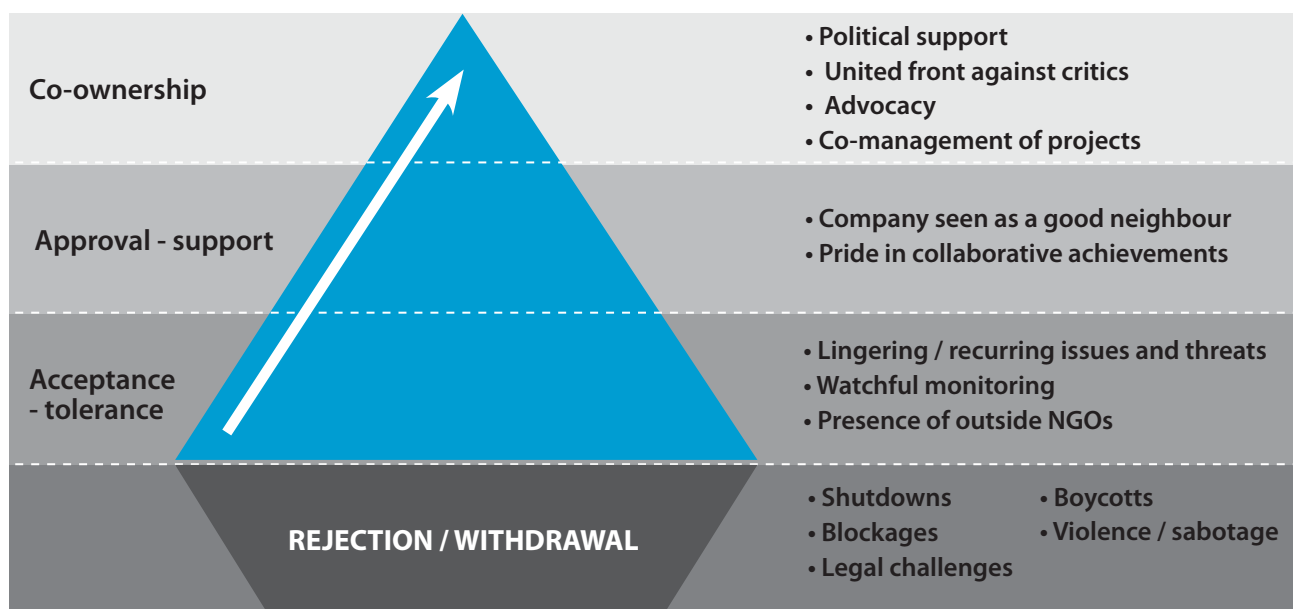 Co-ownership
• Political support
• United front against critics
• Advocacy
• Co-management of projects
Approval - support
• Company seen as a good neighbour
• Pride in collaborative achievements
Acceptance
- tolerance
• Lingering / recurring issues and threats
• Watchful monitoring
• Presence of outside NGOs
REJECTION / WITHDRAWAL
• Shutdowns
• Blockages
• Legal challenges
• Boycotts
• Violence / sabotage